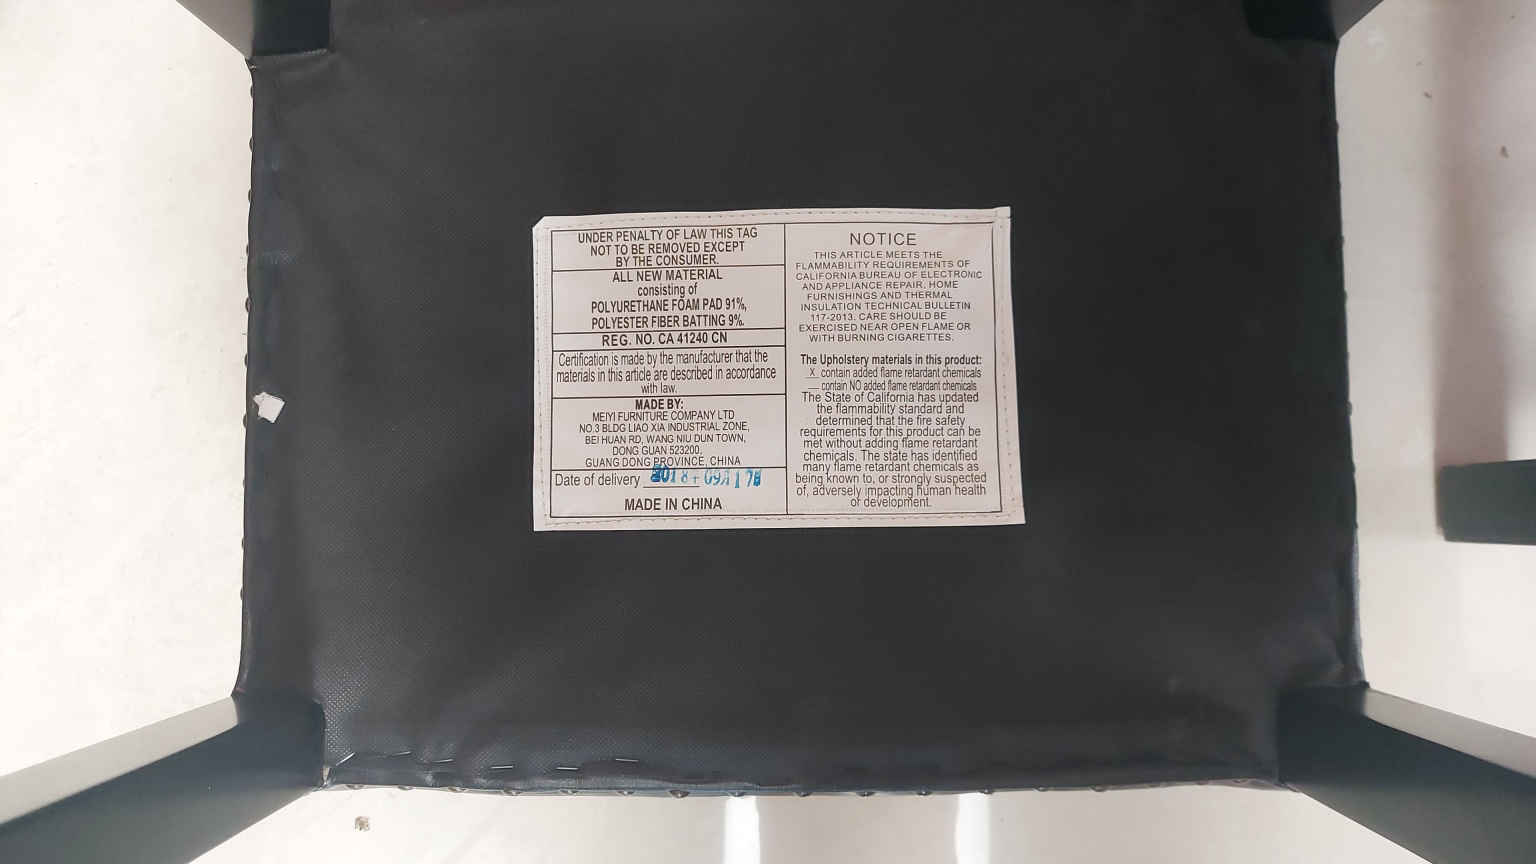 UNDER PENALTY OF LAW THIS TAG
NOT TO BE REMOVED EXCEPT
BY THE CONSUMER.
ALL NEW MATERIAL
consisting of
POLYURETHANE FOAM PAD 91%,
POLYESTER FIBER BATTING 9%.
REG. NO. CA 41240 CN
Certification is made by the manufacturer that the
materials in this article are described in accordance
with law.
MADE BY:
MEIYI FURNITURE COMPANY LTD
NO.3 BLDG LIAO XIA INDUSTRIAL ZONE,
BEI HUAN RD, WANG NIU DUN TOWN,
DONG GUAN 523200,
GUANG DONG PROVINCE, CHINA
Date of delivery
MADE IN CHINA
NOTICE
THIS ARTICLE MEETS THE
FLAMMABILITY REQUIREMENTS OF
CALIFORNIA BUREAU OF ELECTRONIC
AND APPLIANCE REPAIR, HOME
FURNISHINGS AND THERMAL
INSULATION TECHNICAL BULLETIN
117-2013. CARE SHOULD BE
EXERCISED NEAR OPEN FLAME OR
WITH BURNING CIGARETTES.
The Upholstery materials in this product:
X contain added flame retardant chemicals
__ contain NO added flame retardant chemicals
The State of California has updated
the flammability standard and
determined that the fire safety
requirements for this product can be
met without adding flame retardant
chemicals. The state has identified
many flame retardant chemicals as
being known to, or strongly suspected
of, adversely impacting human health
or development.